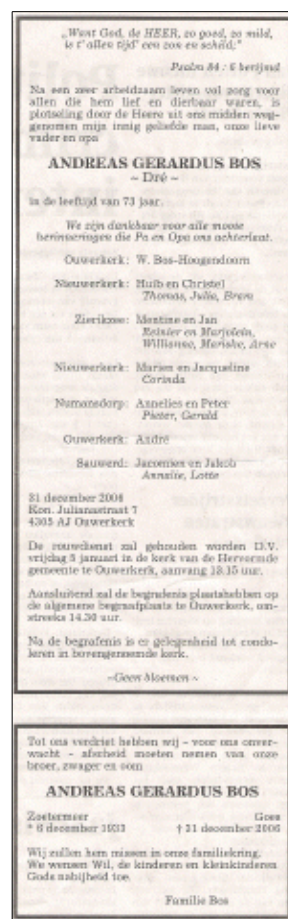 „Want God, de HEER, zo goed, zo mild,
is t' allen tijd' een zon en schild;"
Psalm 84 : 6 berijmd
Na een zeer arbeidzaam leven vol zorg voor
allen die hem lief en dierbaar waren, is
plotseling door de Heere uit ons midden weg-
genomen mijn innig geliefde man, onze lieve
vader en opa
ANDREAS GERARDUS BOS
~ Dré ~
in de leeftijd van 73 jaar.
We zijn dankbaar voor alle mooie
herinneringen die Pa en Opa ons achterlaat.
Ouwerkerk: W. Bos-Hoogendoorn
Nieuwerkerk: Huib en Christel
Thomas, Julia, Bram
Zierikzee: Mentine en Jan
Reinier en Marjolein,
Willianne, Mariske, Arne
Nieuwerkerk: Marien en Jacqueline
Corinda
Numansdorp: Annelies en Peter
Pieter, Gerald
Ouwerkerk: André
Sauwerd: Jacomien en Jakob
Annelie, Lotte
31 december 2006
Kon. Julianastraat 7
4305 AJ Ouwerkerk
De rouwdienst zal gehouden worden D.V.
vrijdag 5 januari in de kerk van de Hervormde
gemeente te Ouwerkerk, aanvang 13.15 uur.
Aansluitend zal de begrafenis plaatshebben op
de algemene begraafplaats te Ouwerkerk, om-
streeks 14.30 uur.
Na de begrafenis is er gelegenheid tot condo-
leren in bovengenoemde kerk.
~Geen bloemen~
Tot ons verdriet hebben wij – voor ons onver-
wacht – afscheid moeten nemen van onze
broer, zwager en oom
ANDREAS GERARDUS BOS
Zoetermeer Goes
* 6 december 1933 † 31 december 2006
Wij zullen hem missen in onze familiekring.
We wensen Wil, de kinderen en kleinkinderen
Gods nabijheid toe.
Familie Bos